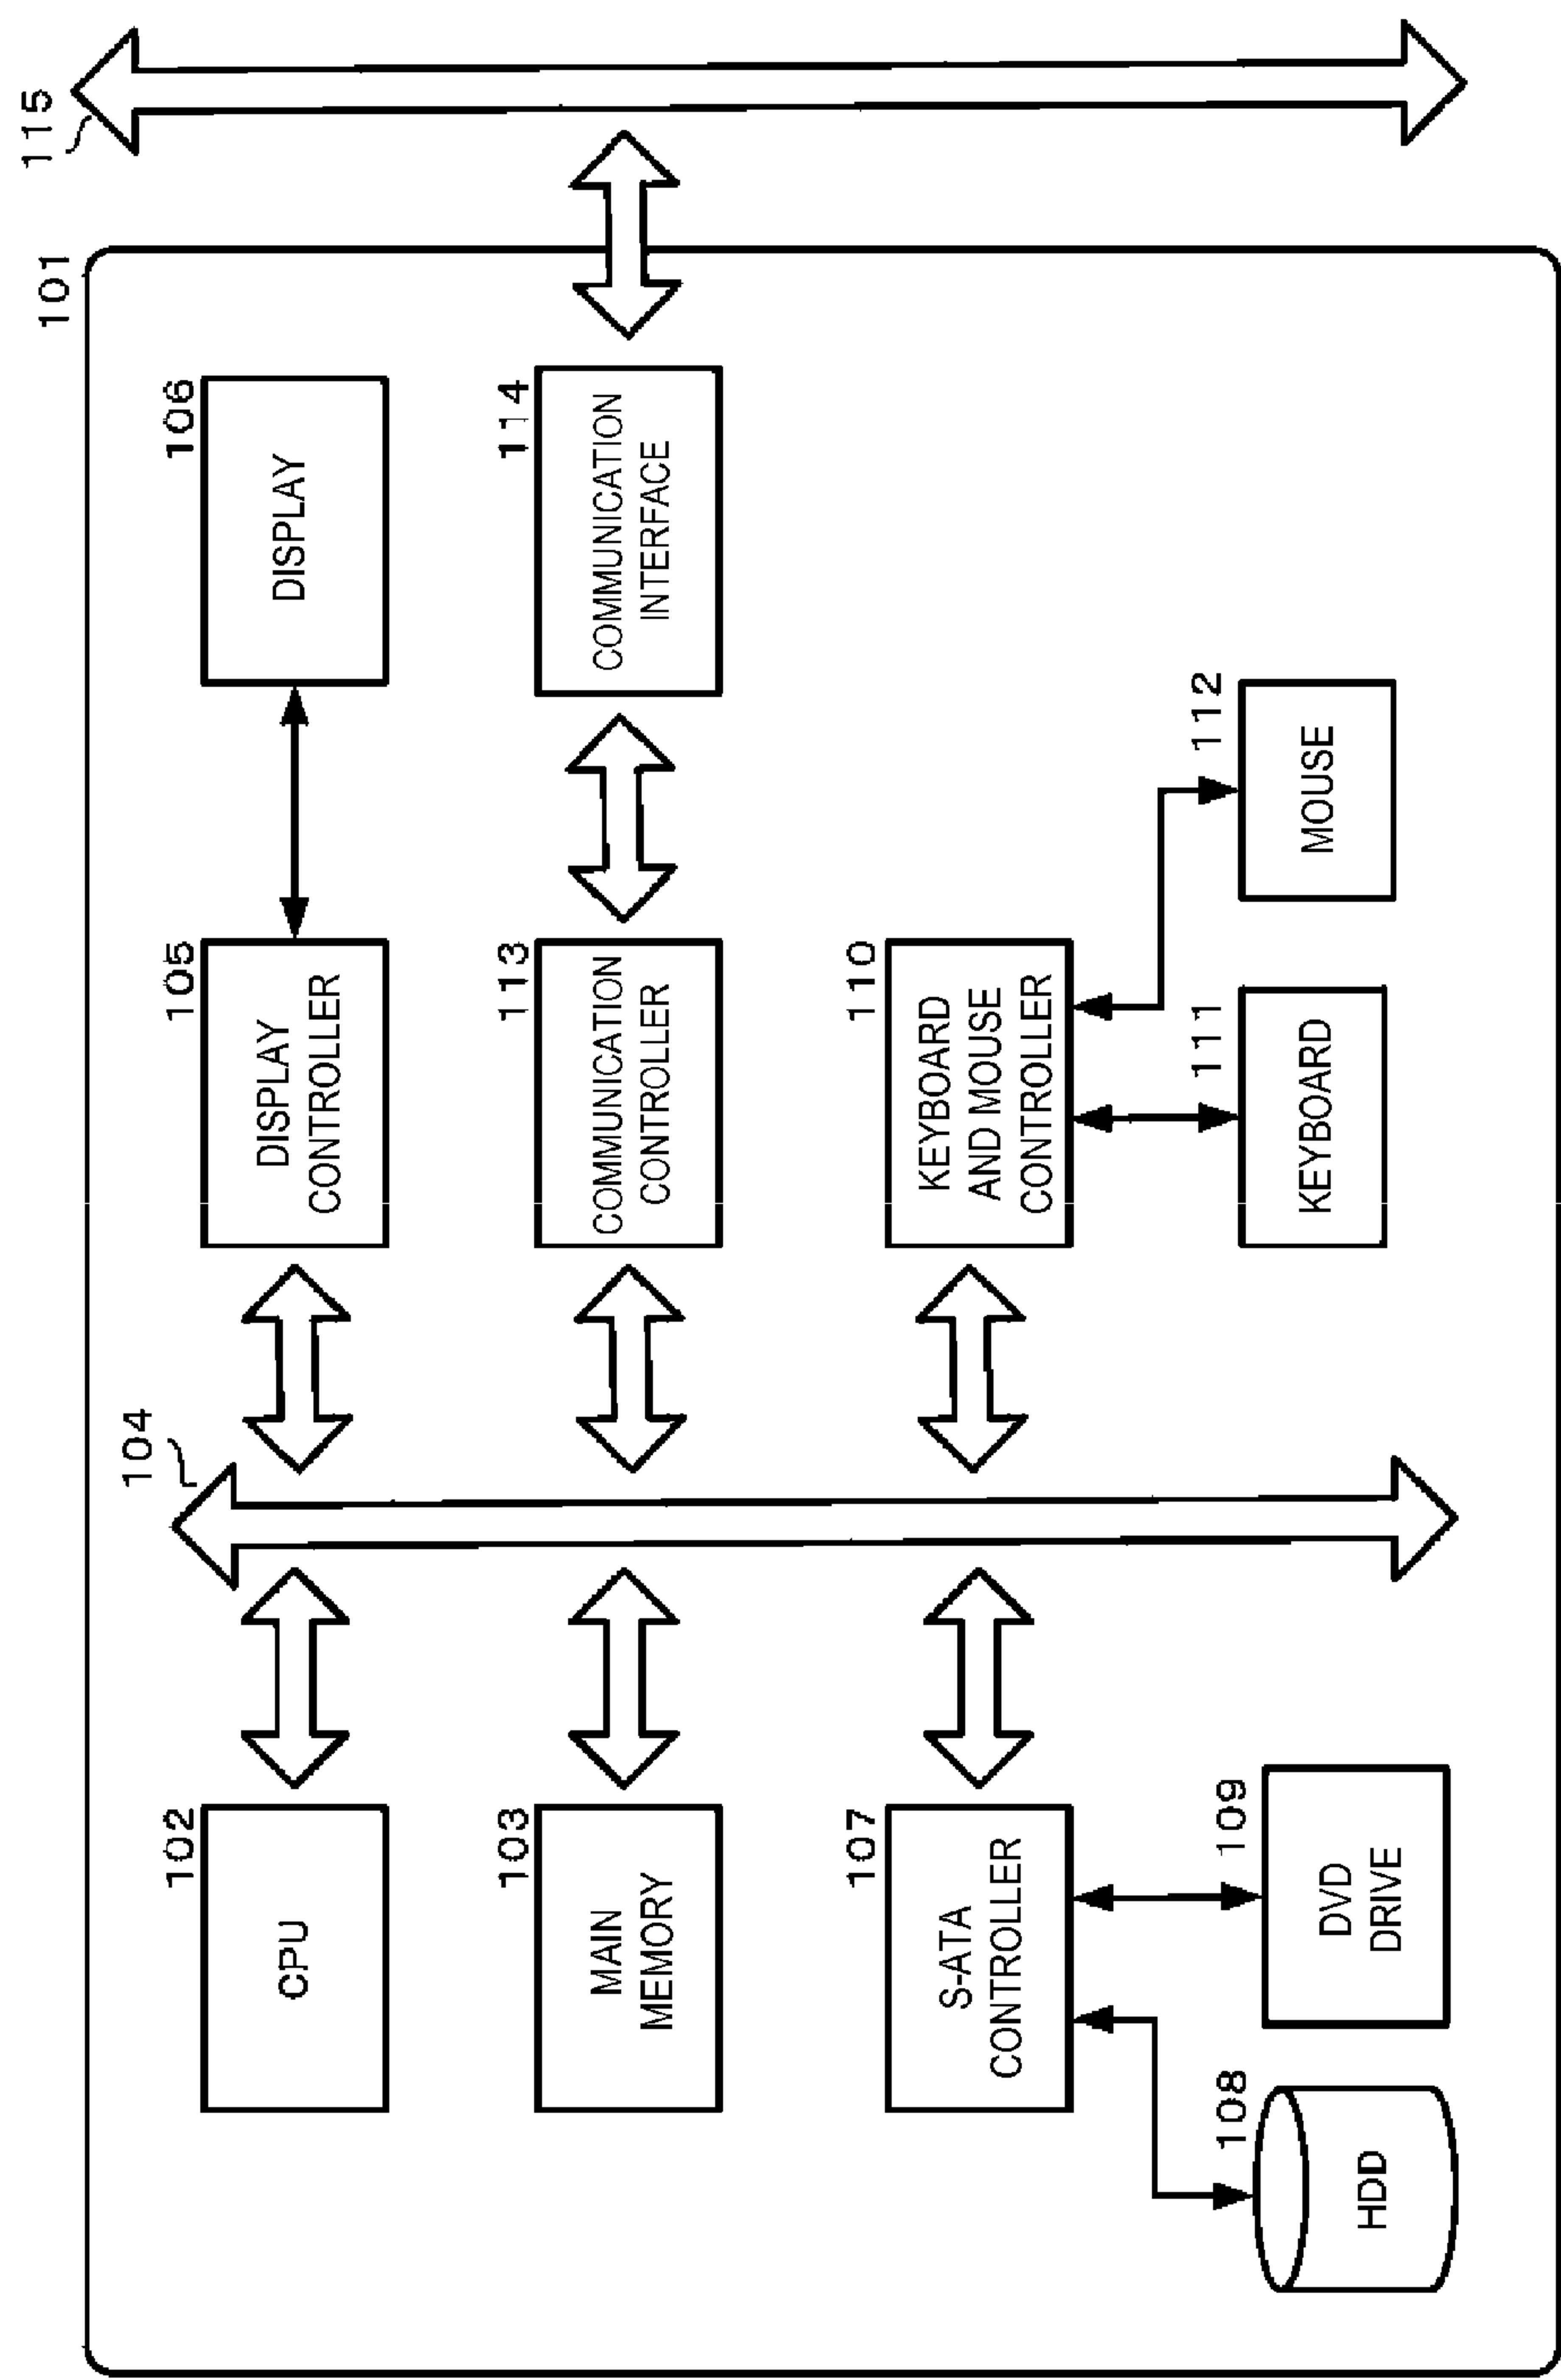 101
115
102
CPU
104
105
DISPLAY
CONTROLLER
106
DISPLAY
103
MAIN
MEMORY
113
COMMUNICATION
CONTROLLER
114
COMMUNICATION
INTERFACE
107
S-ATA
CONTROLLER
110
KEYBOARD
AND MOUSE
CONTROLLER
108
HDD
109
DVD
DRIVE
111
KEYBOARD
112
MOUSE